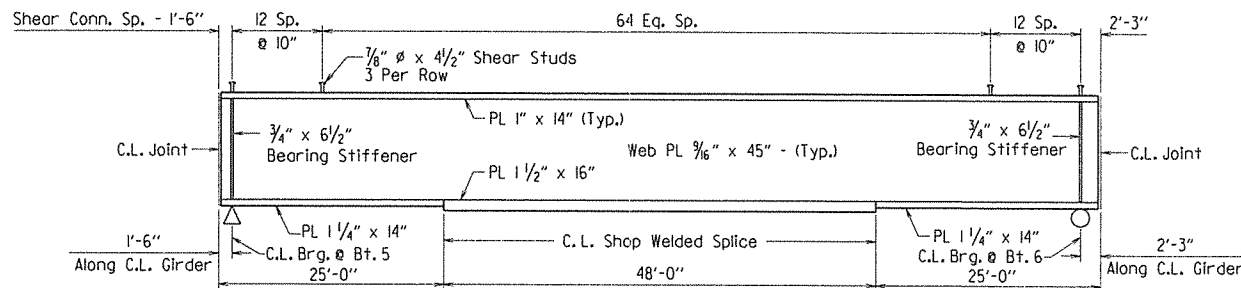 Shear Conn. Sp. - 1'-6"
12 Sp.
@ 10"
64 Eq. Sp.
12 Sp.
@ 10"
2'-3"
7/8" ø x 4 1/2" Shear Studs
3 Per Row
PL 1" x 14" (Typ.)
3/4" x 6 1/2"
Bearing Stiffener
Web PL 9/16" x 45" - (Typ.)
3/4" x 6 1/2"
Bearing Stiffener
C.L. Joint
C.L. Joint
PL 1 1/2" x 16"
PL 1 1/4" x 14"
C.L. Shop Welded Splice
PL 1 1/4" x 14"
1'-6"
Along C.L. Girder
C.L. Brg. @ Bt. 5
C.L. Brg. @ Bt. 6
2'-3"
Along C.L. Girder
25'-0"
48'-0"
25'-0"